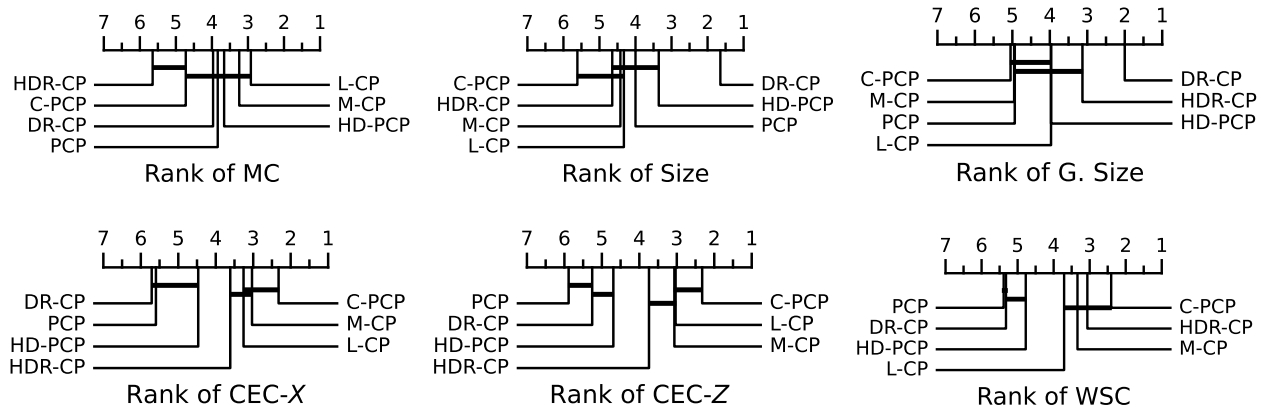 7 6 5 4 3 2 1
HDR-CP L-CP
C-PCP M-CP
DR-CP HD-PCP
PCP
Rank of MC
7 6 5 4 3 2 1
C-PCP DR-CP
HDR-CP HD-PCP
M-CP PCP
L-CP
Rank of Size
7 6 5 4 3 2 1
C-PCP DR-CP
M-CP HDR-CP
PCP HD-PCP
L-CP
Rank of G. Size
7 6 5 4 3 2 1
DR-CP C-PCP
PCP M-CP
HD-PCP L-CP
HDR-CP
Rank of CEC-X
7 6 5 4 3 2 1
PCP C-PCP
DR-CP L-CP
HD-PCP M-CP
HDR-CP
Rank of CEC-Z
7 6 5 4 3 2 1
PCP C-PCP
DR-CP HDR-CP
HD-PCP M-CP
L-CP
Rank of WSC